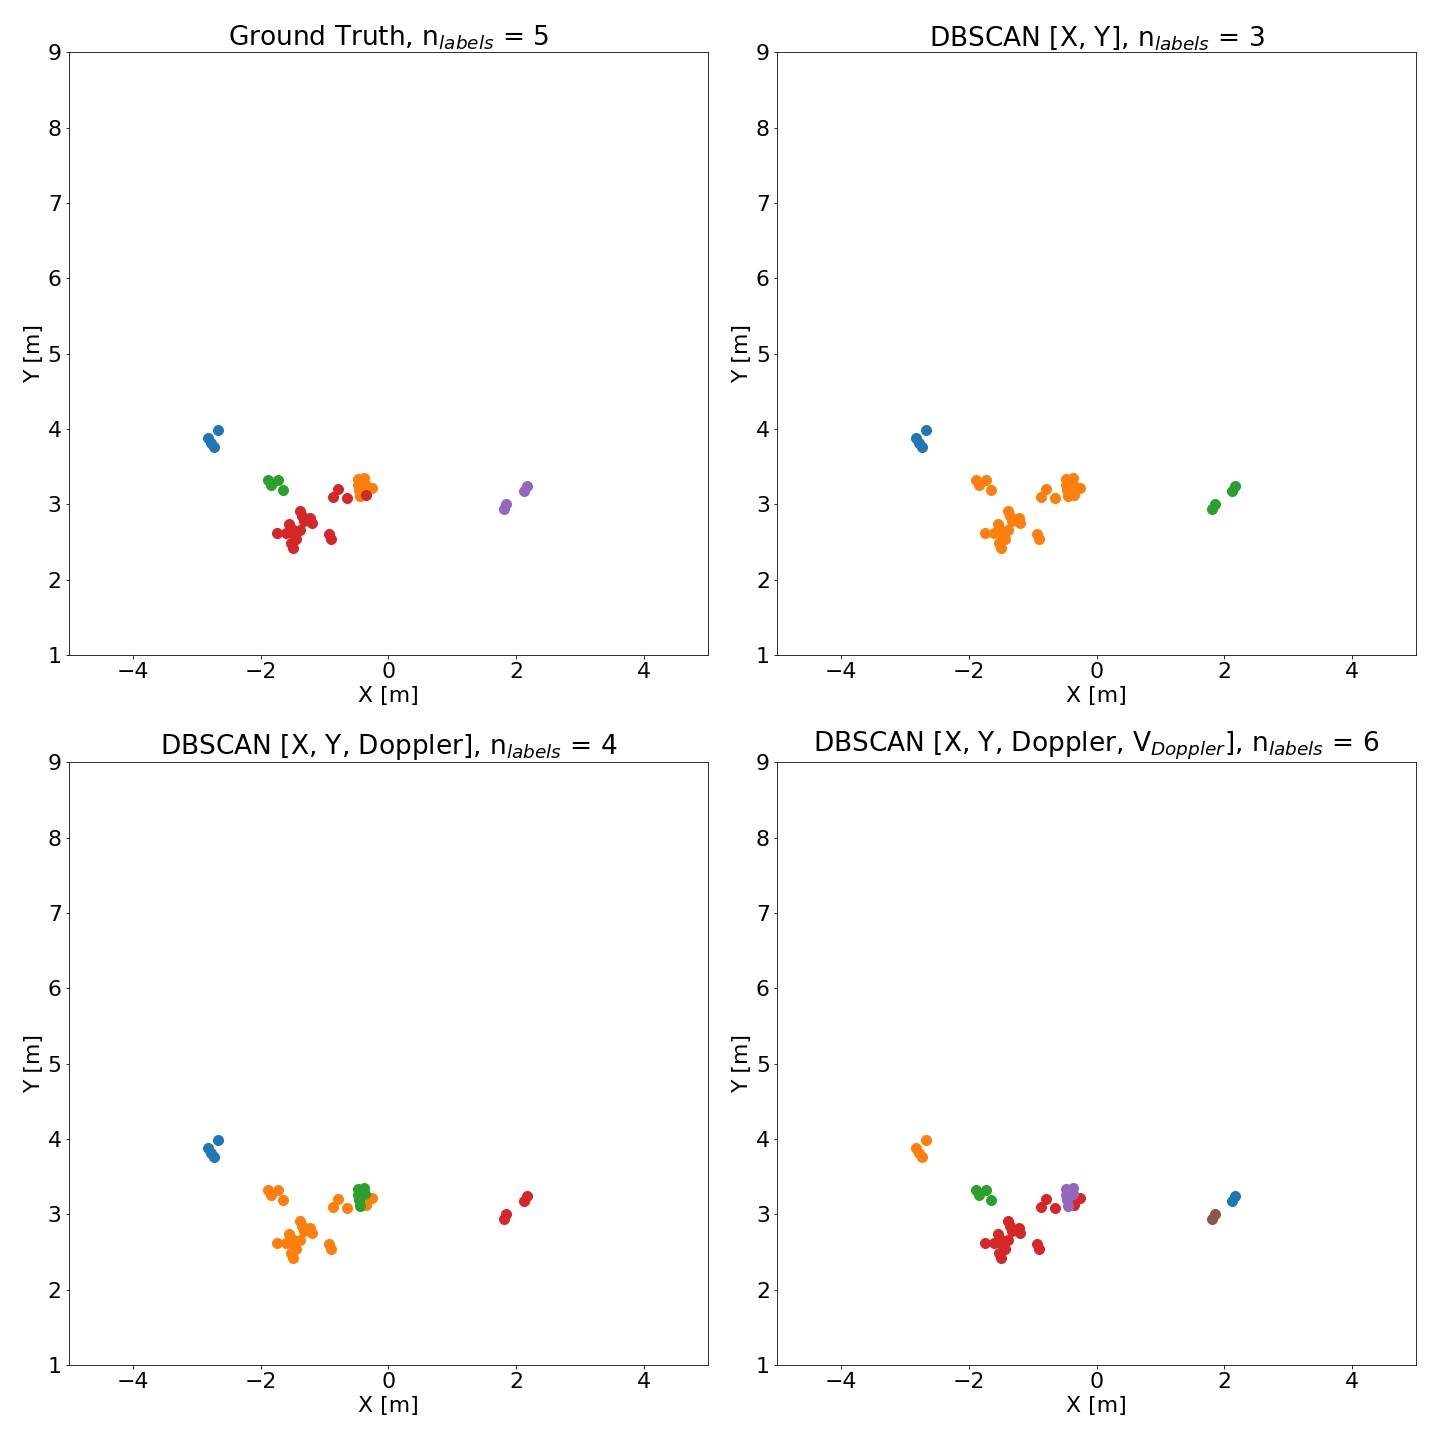 Ground Truth, n_labels = 5
9
8
7
6
5
4
3
2
1
Y [m]
−4 −2 0 2 4
X [m]
DBSCAN [X, Y], n_labels = 3
9
8
7
6
5
4
3
2
1
Y [m]
−4 −2 0 2 4
X [m]
DBSCAN [X, Y, Doppler], n_labels = 4
9
8
7
6
5
4
3
2
1
Y [m]
−4 −2 0 2 4
X [m]
DBSCAN [X, Y, Doppler, V_Doppler], n_labels = 6
9
8
7
6
5
4
3
2
1
Y [m]
−4 −2 0 2 4
X [m]